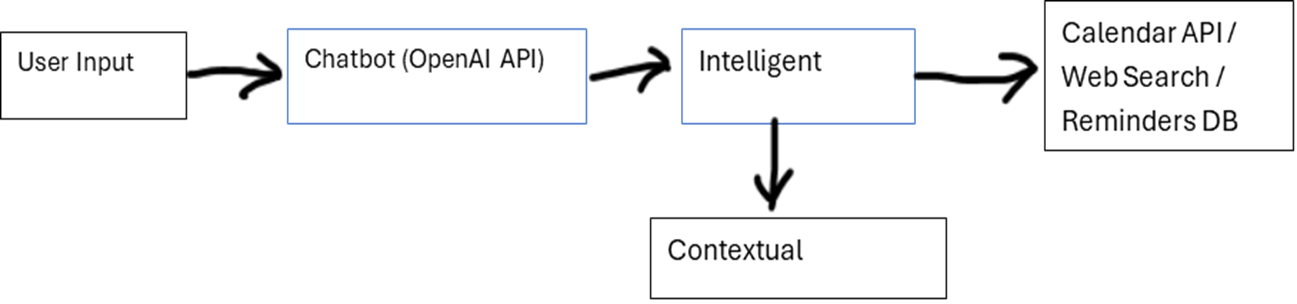 User Input
Chatbot (OpenAI API)
Intelligent
Calendar API /
Web Search /
Reminders DB
Contextual